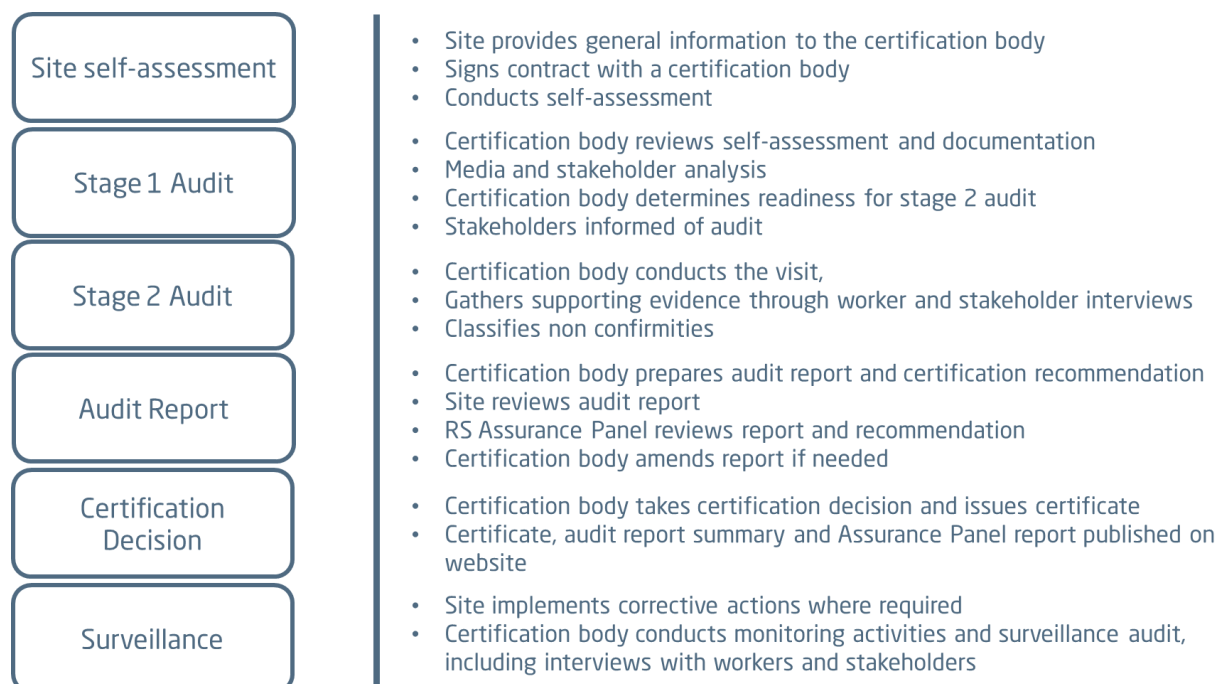 Site self-assessment
• Site provides general information to the certification body
• Signs contract with a certification body
• Conducts self-assessment
Stage 1 Audit
• Certification body reviews self-assessment and documentation
• Media and stakeholder analysis
• Certification body determines readiness for stage 2 audit
• Stakeholders informed of audit
Stage 2 Audit
• Certification body conducts the visit,
• Gathers supporting evidence through worker and stakeholder interviews
• Classifies non confirmities
Audit Report
• Certification body prepares audit report and certification recommendation
• Site reviews audit report
• RS Assurance Panel reviews report and recommendation
• Certification body amends report if needed
Certification
Decision
• Certification body takes certification decision and issues certificate
• Certificate, audit report summary and Assurance Panel report published on
website
Surveillance
• Site implements corrective actions where required
• Certification body conducts monitoring activities and surveillance audit,
including interviews with workers and stakeholders